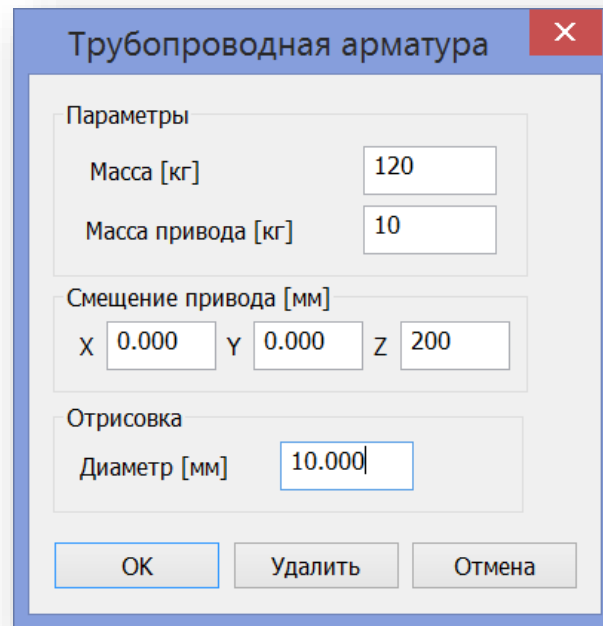 Трубопроводная арматура
Параметры
Масса [кг] 120
Масса привода [кг] 10
Смещение привода [мм]
X 0.000 Y 0.000 Z 200
Отрисовка
Диаметр [мм] 10.000
OK Удалить Отмена